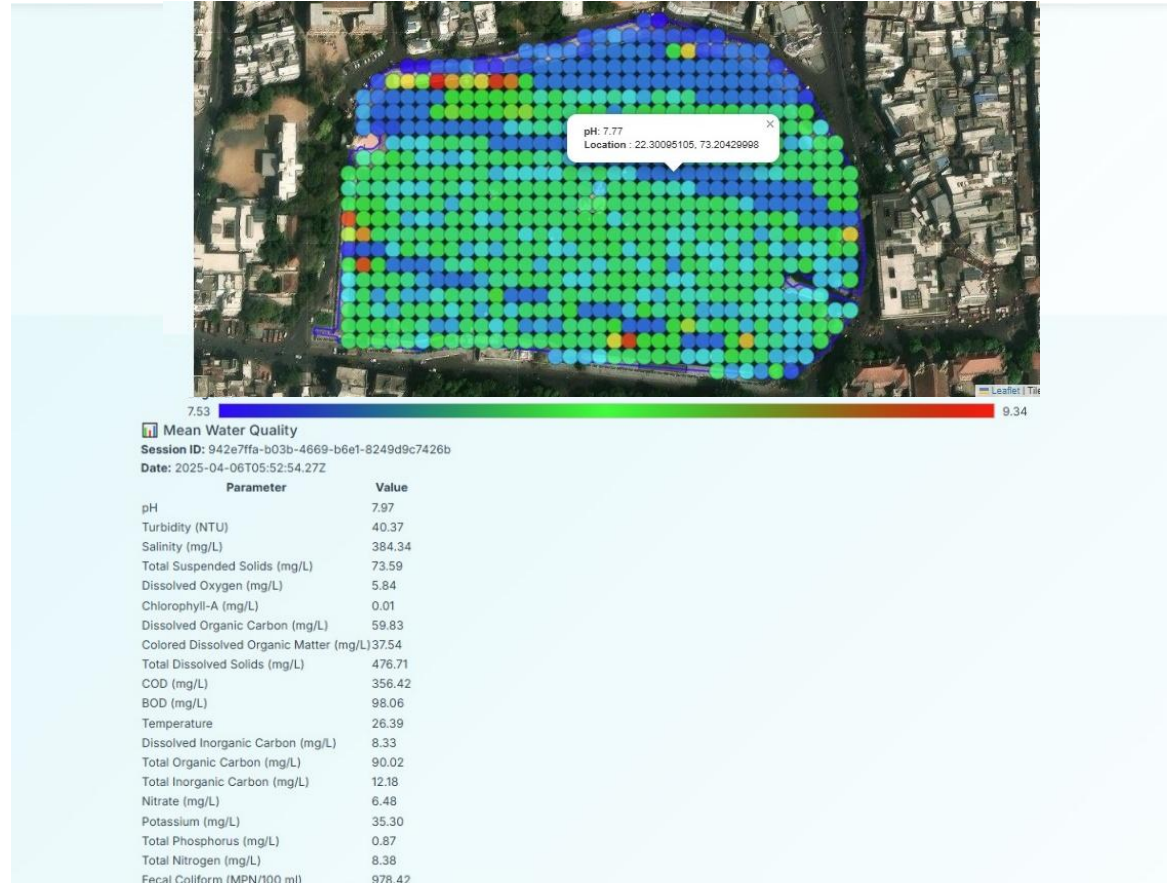 ×
pH: 7.77
Location : 22.30095105, 73.20429998
Leaflet | Tile
7.53 9.34
Mean Water Quality
Session ID: 942e7ffa-b03b-4669-b6e1-8249d9c7426b
Date: 2025-04-06T05:52:54.27Z
Parameter Value
pH 7.97
Turbidity (NTU) 40.37
Salinity (mg/L) 384.34
Total Suspended Solids (mg/L) 73.59
Dissolved Oxygen (mg/L) 5.84
Chlorophyll-A (mg/L) 0.01
Dissolved Organic Carbon (mg/L) 59.83
Colored Dissolved Organic Matter (mg/L) 37.54
Total Dissolved Solids (mg/L) 476.71
COD (mg/L) 356.42
BOD (mg/L) 98.06
Temperature 26.39
Dissolved Inorganic Carbon (mg/L) 8.33
Total Organic Carbon (mg/L) 90.02
Total Inorganic Carbon (mg/L) 12.18
Nitrate (mg/L) 6.48
Potassium (mg/L) 35.30
Total Phosphorus (mg/L) 0.87
Total Nitrogen (mg/L) 8.38
Fecal Coliform (MPN/100 ml) 978.42